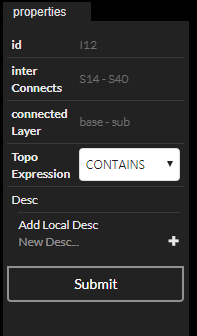 properties
id I12
inter Connects S14 - S40
connected Layer base - sub
Topo Expression CONTAINS
Desc
Add Local Desc
New Desc...
Submit